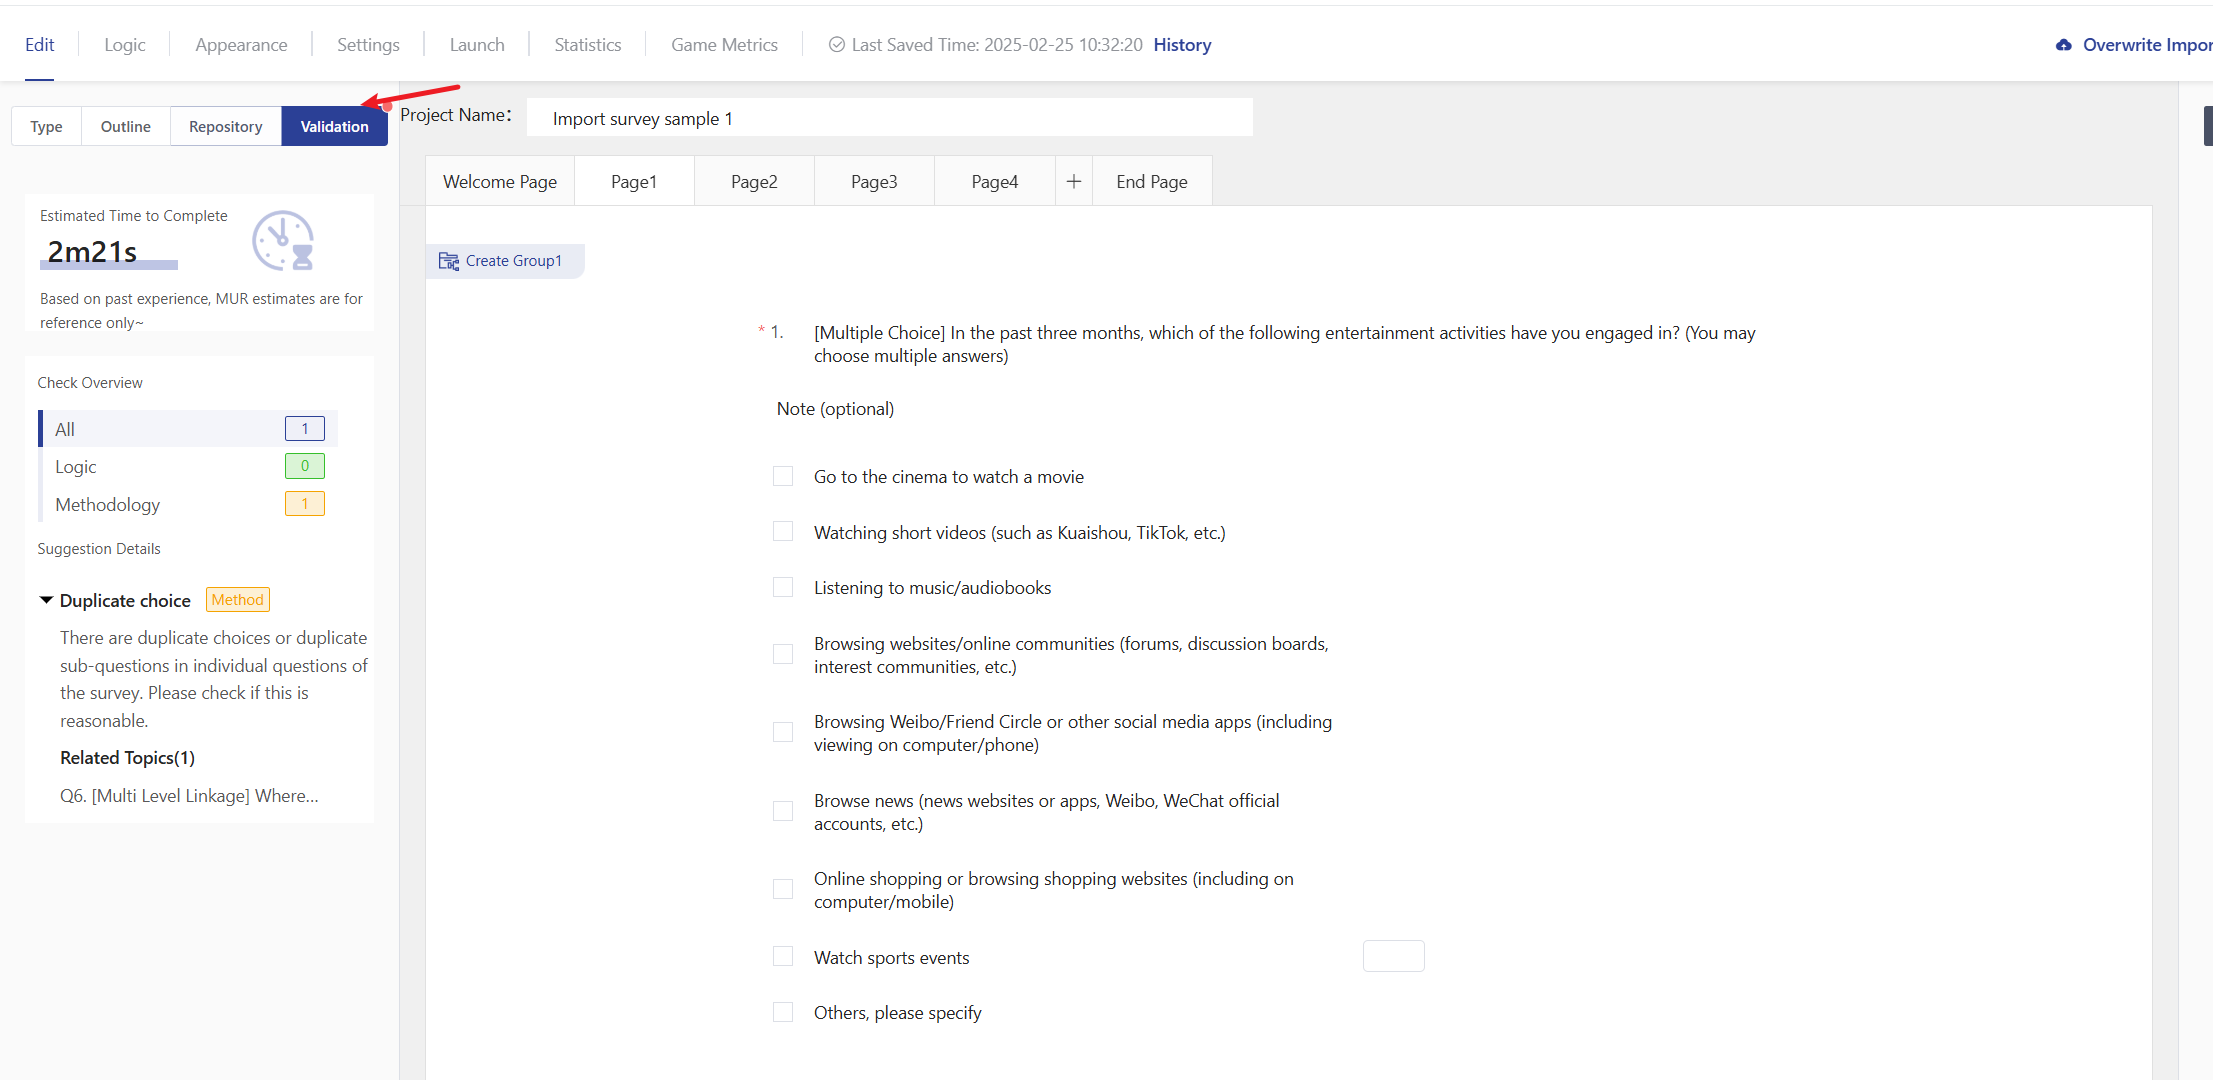 Edit
Logic
Appearance
Settings
Launch
Statistics
Game Metrics
Last Saved Time: 2025-02-25 10:32:20 History
Overwrite Impor
Type
Outline
Repository
Validation
Project Name:
Import survey sample 1
Welcome Page
Page1
Page2
Page3
Page4
+
End Page
Estimated Time to Complete
2m21s
Based on past experience, MUR estimates are for
reference only~
Check Overview
All 1
Logic 0
Methodology 1
Suggestion Details
Duplicate choice Method
There are duplicate choices or duplicate
sub-questions in individual questions of
the survey. Please check if this is
reasonable.
Related Topics(1)
Q6. [Multi Level Linkage] Where...
Create Group1
* 1. [Multiple Choice] In the past three months, which of the following entertainment activities have you engaged in? (You may
choose multiple answers)
Note (optional)
Go to the cinema to watch a movie
Watching short videos (such as Kuaishou, TikTok, etc.)
Listening to music/audiobooks
Browsing websites/online communities (forums, discussion boards,
interest communities, etc.)
Browsing Weibo/Friend Circle or other social media apps (including
viewing on computer/phone)
Browse news (news websites or apps, Weibo, WeChat official
accounts, etc.)
Online shopping or browsing shopping websites (including on
computer/mobile)
Watch sports events
Others, please specify